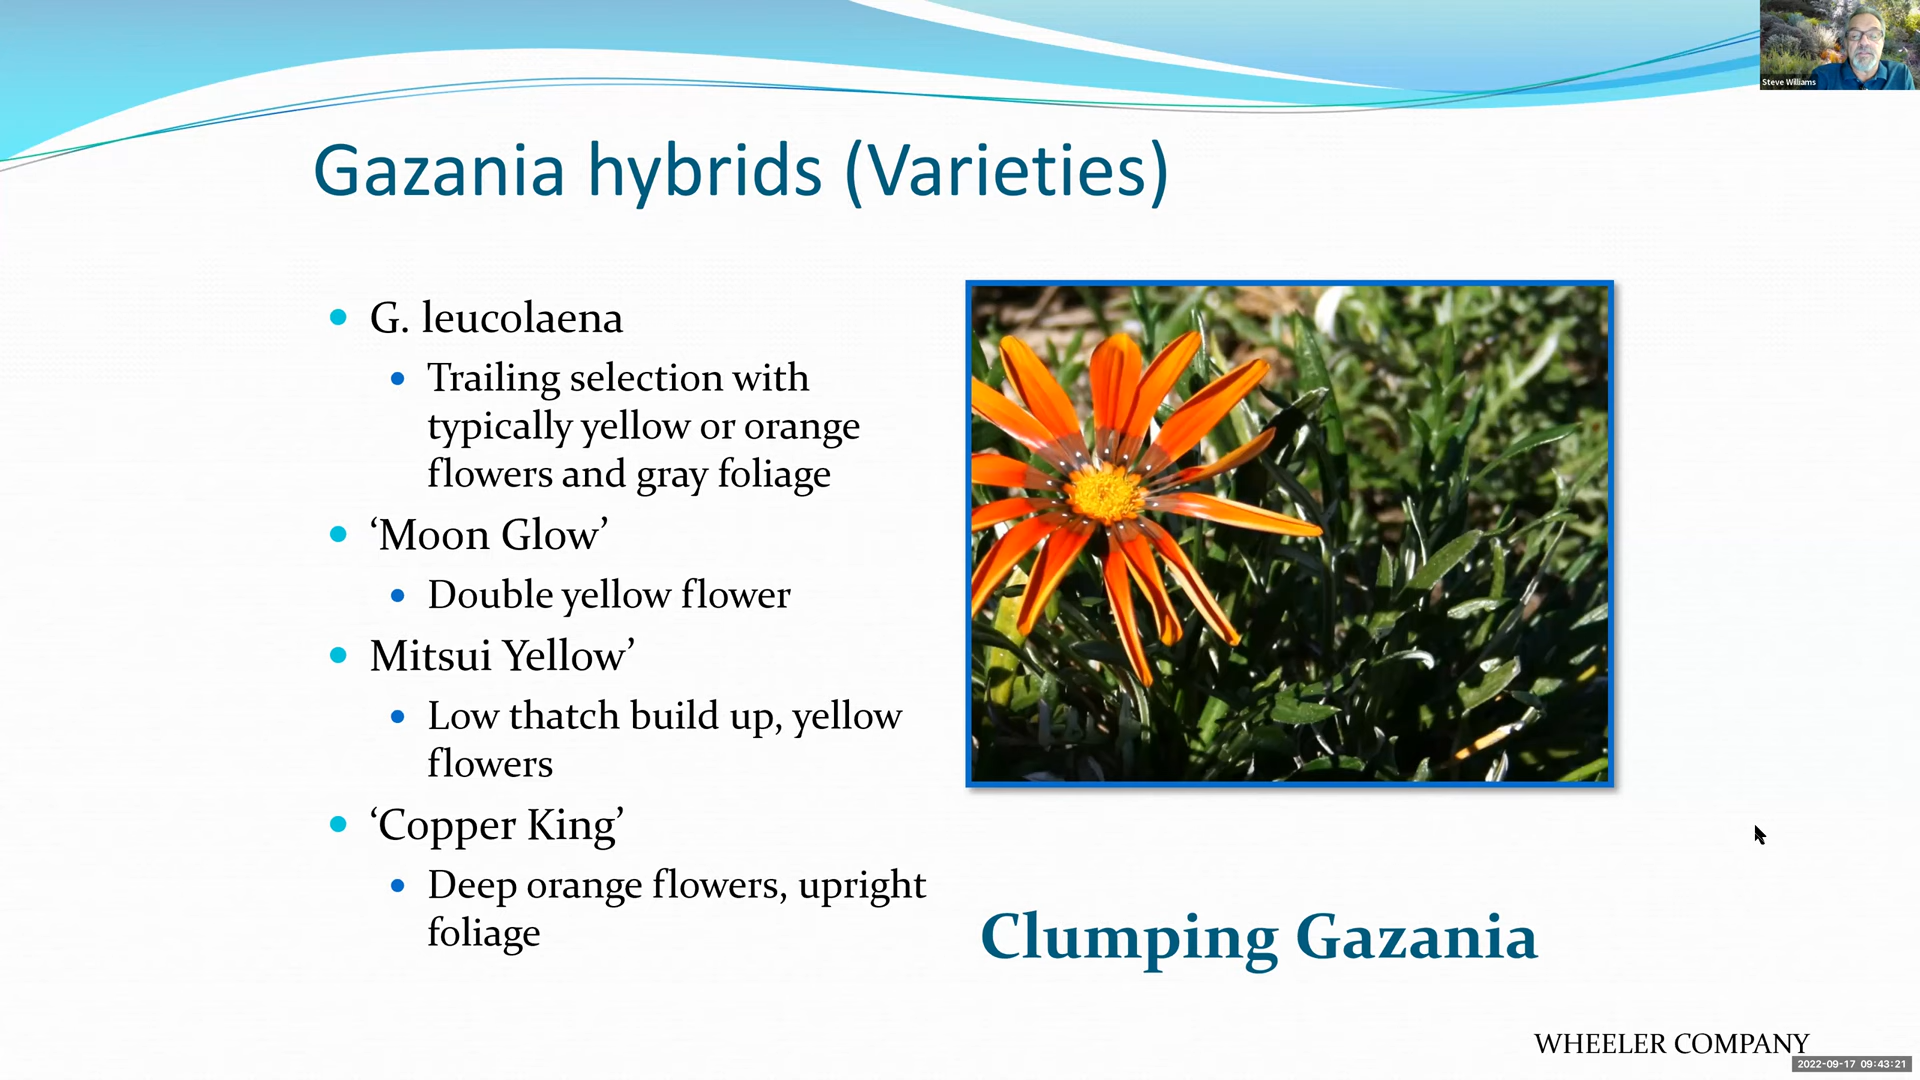 Steve Williams
Gazania hybrids (Varieties)
G. leucolaena
Trailing selection with
typically yellow or orange
flowers and gray foliage
‘Moon Glow’
Double yellow flower
Mitsui Yellow’
Low thatch build up, yellow
flowers
‘Copper King’
Deep orange flowers, upright
foliage
Clumping Gazania
WHEELER COMPANY
2022-09-17 09:43:21